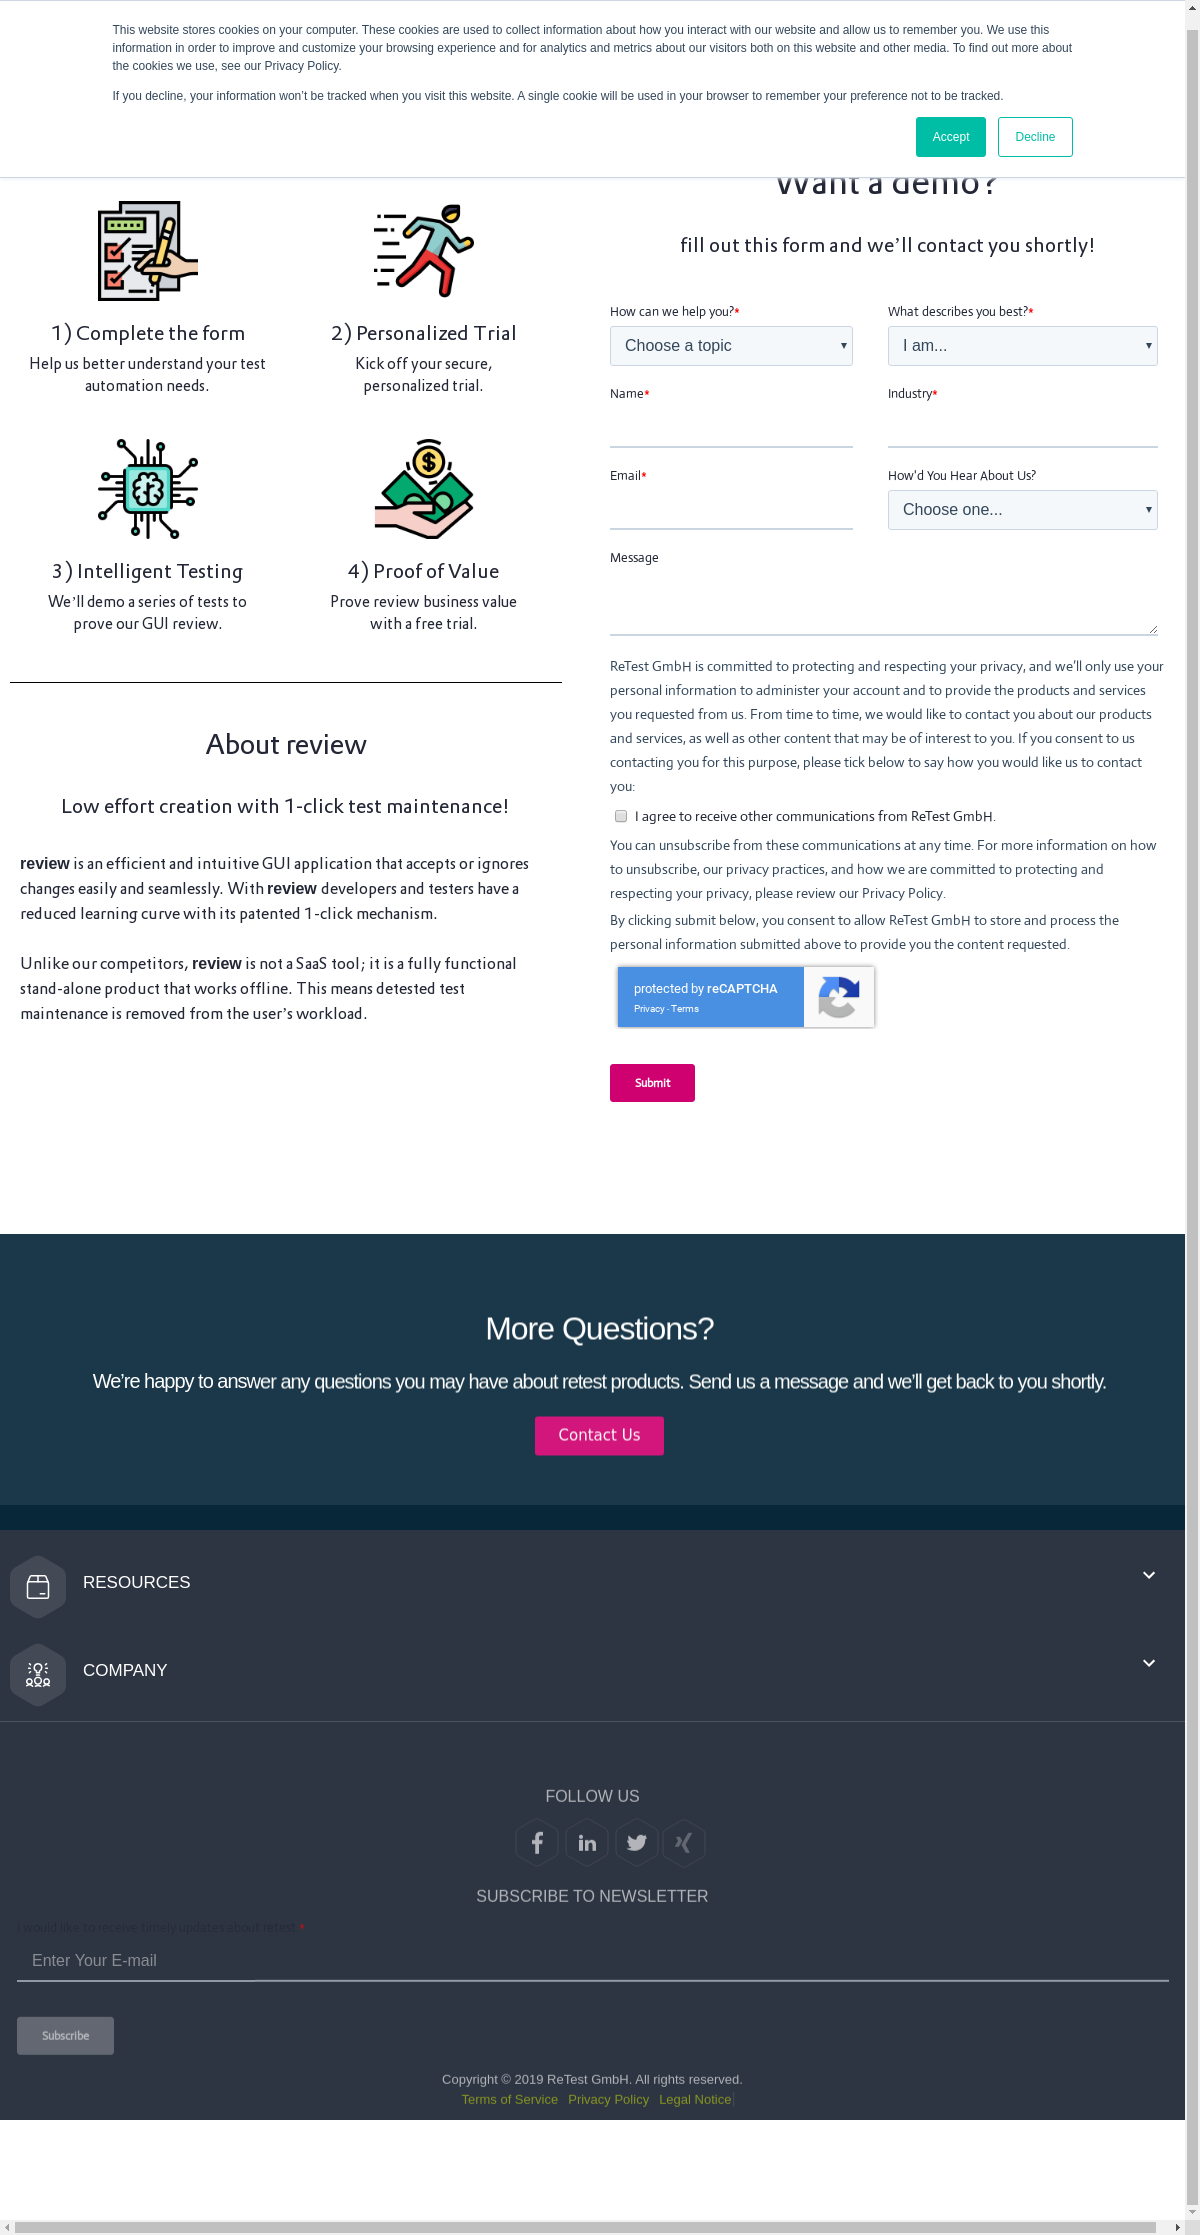 This website stores cookies on your computer. These cookies are used to collect information about how you interact with our website and allow us to remember you. We use this
information in order to improve and customize your browsing experience and for analytics and metrics about our visitors both on this website and other media. To find out more about
the cookies we use, see our Privacy Policy.
If you decline, your information won't be tracked when you visit this website. A single cookie will be used in your browser to remember your preference not to be tracked.
Accept
Decline
1) Complete the form
Help us better understand your test
automation needs.
2) Personalized Trial
Kick off your secure,
personalized trial.
3) Intelligent Testing
We’ll demo a series of tests to
prove our GUI review.
4) Proof of Value
Prove review business value
with a free trial.
About review
Low effort creation with 1-click test maintenance!
review is an efficient and intuitive GUI application that accepts or ignores
changes easily and seamlessly. With review developers and testers have a
reduced learning curve with its patented 1-click mechanism.
Unlike our competitors, review is not a SaaS tool; it is a fully functional
stand-alone product that works offline. This means detested test
maintenance is removed from the user’s workload.
Want a demo?
fill out this form and we’ll contact you shortly!
How can we help you?*
Choose a topic
What describes you best?*
I am...
Name*
Industry*
Email*
How'd You Hear About Us?
Choose one...
Message
ReTest GmbH is committed to protecting and respecting your privacy, and we’ll only use your
personal information to administer your account and to provide the products and services
you requested from us. From time to time, we would like to contact you about our products
and services, as well as other content that may be of interest to you. If you consent to us
contacting you for this purpose, please tick below to say how you would like us to contact
you:
I agree to receive other communications from ReTest GmbH.
You can unsubscribe from these communications at any time. For more information on how
to unsubscribe, our privacy practices, and how we are committed to protecting and
respecting your privacy, please review our Privacy Policy.
By clicking submit below, you consent to allow ReTest GmbH to store and process the
personal information submitted above to provide you the content requested.
protected by reCAPTCHA
Privacy - Terms
Submit
More Questions?
We’re happy to answer any questions you may have about retest products. Send us a message and we’ll get back to you shortly.
Contact Us
RESOURCES
COMPANY
FOLLOW US
SUBSCRIBE TO NEWSLETTER
I would like to receive timely updates about retest.*
Enter Your E-mail
Subscribe
Copyright © 2019 ReTest GmbH. All rights reserved.
Terms of Service Privacy Policy Legal Notice